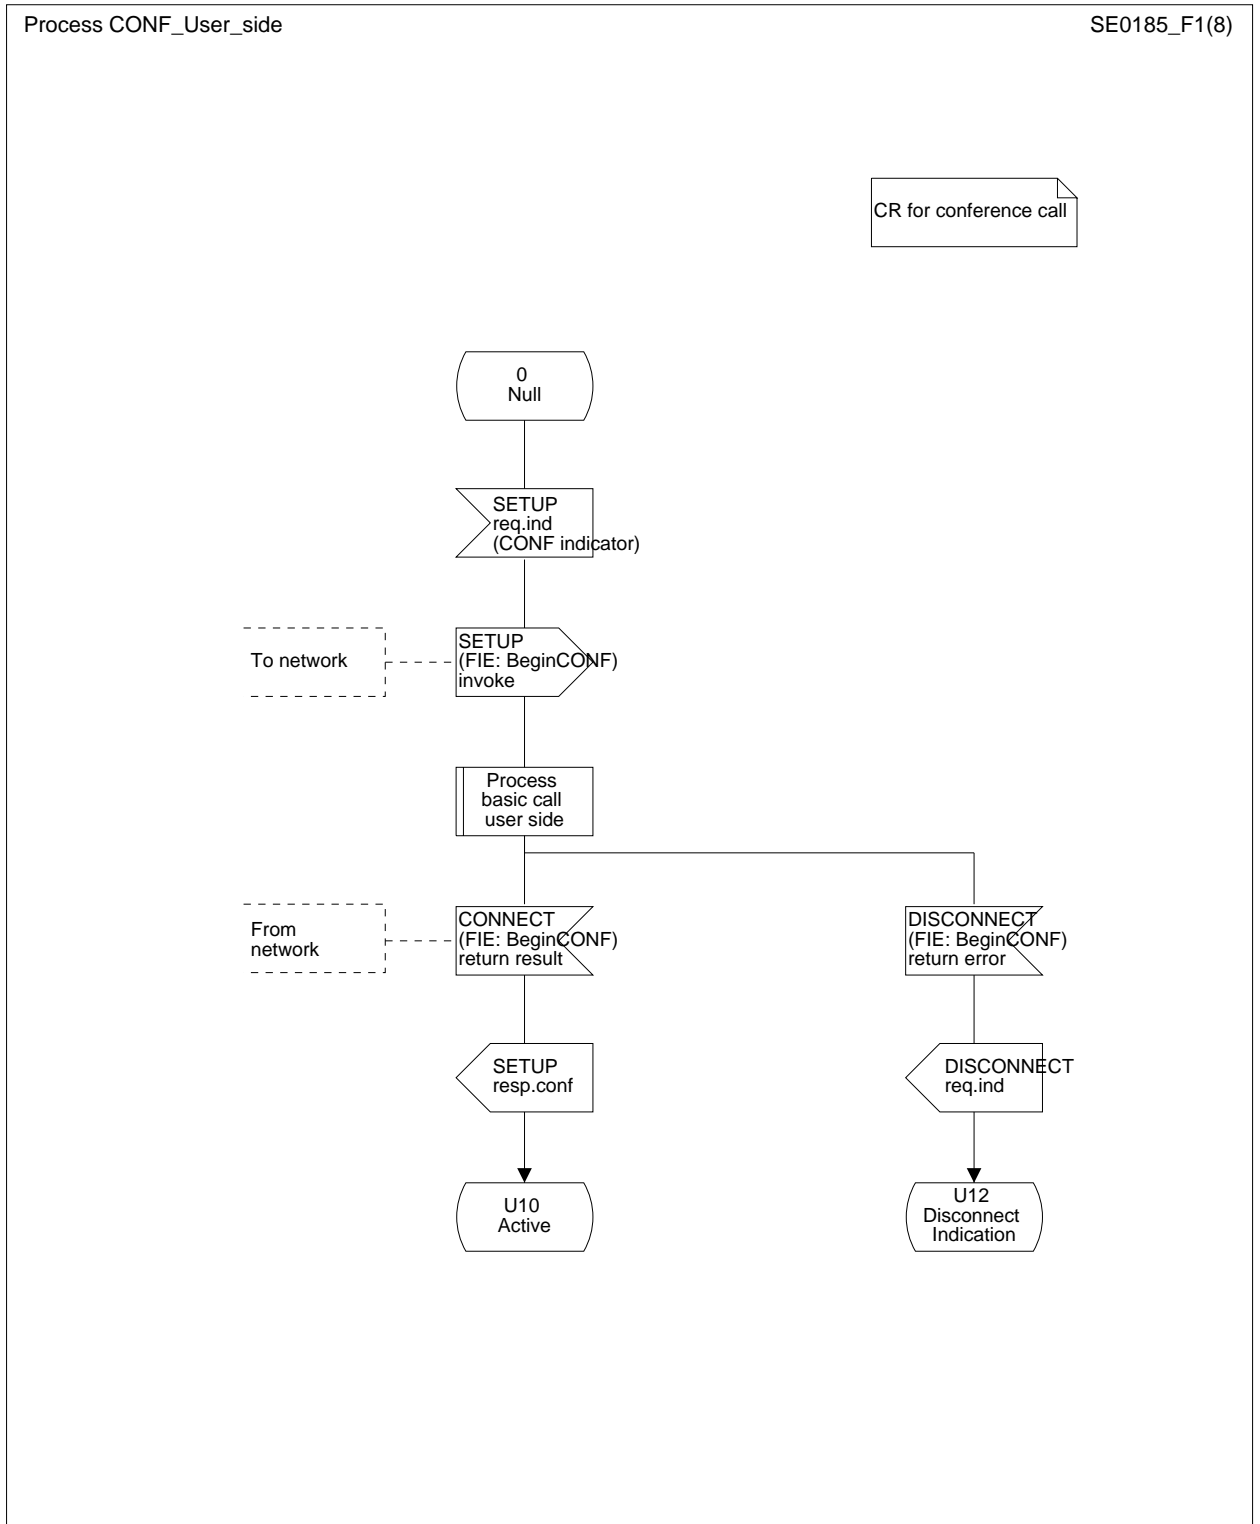 Process CONF_User_side
SE0185_F1(8)
CR for conference call
0
Null
SETUP
req.ind
(CONF indicator)
To network
SETUP
(FIE: BeginCONF)
invoke
Process
basic call
user side
From
network
CONNECT
(FIE: BeginCONF)
return result
DISCONNECT
(FIE: BeginCONF)
return error
SETUP
resp.conf
DISCONNECT
req.ind
U10
Active
U12
Disconnect
Indication